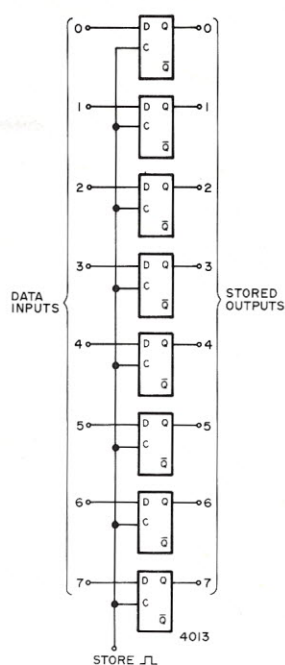 0 D Q 0
C
Q̅
1 D Q 1
C
Q̅
2 D Q 2
C
Q̅
3 D Q 3
C
Q̅
DATA INPUTS
STORED OUTPUTS
4 D Q 4
C
Q̅
5 D Q 5
C
Q̅
6 D Q 6
C
Q̅
7 D Q 7
C
Q̅
4013
STORE